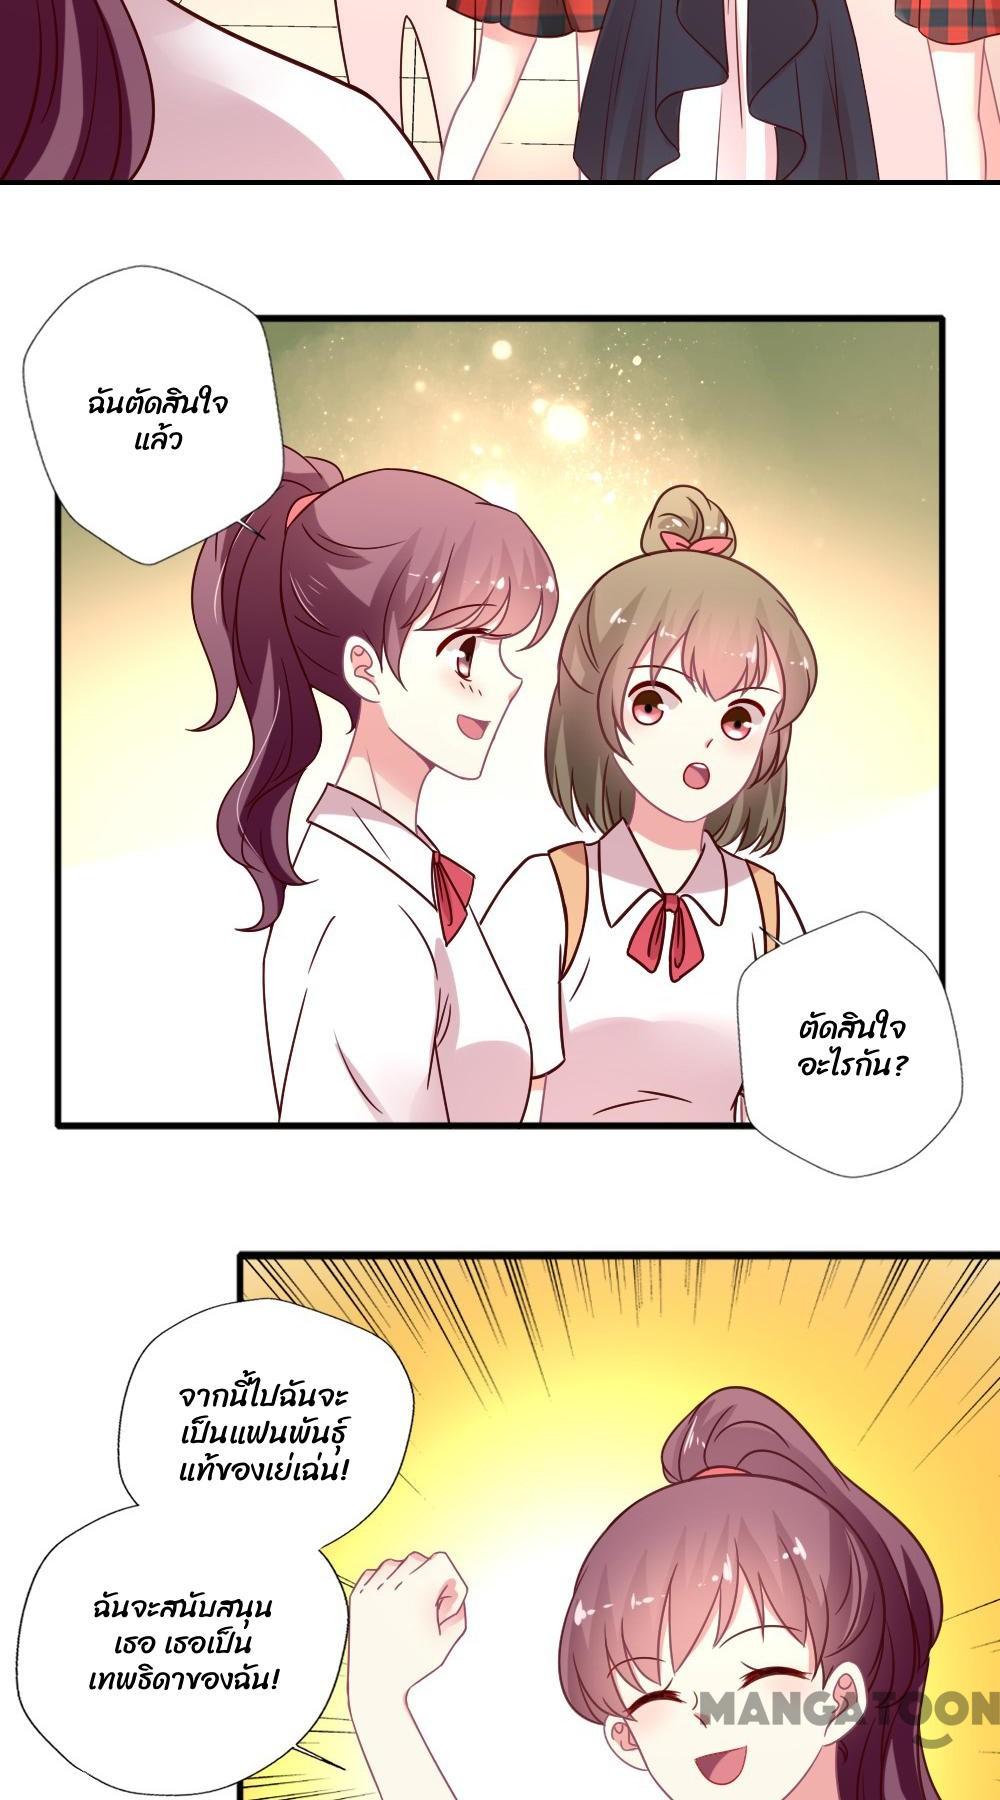 ฉันตัดสินใจ
แล้ว
ตัดสินใจ
อะไรกัน?
จากนี้ไปฉันจะ
เป็นแฟนพันธุ์
แท้ของเย่เฉ่น!
ฉันจะสนับสนุน
เธอ เธอเป็น
เทพธิดาของฉัน!
MANGATOON